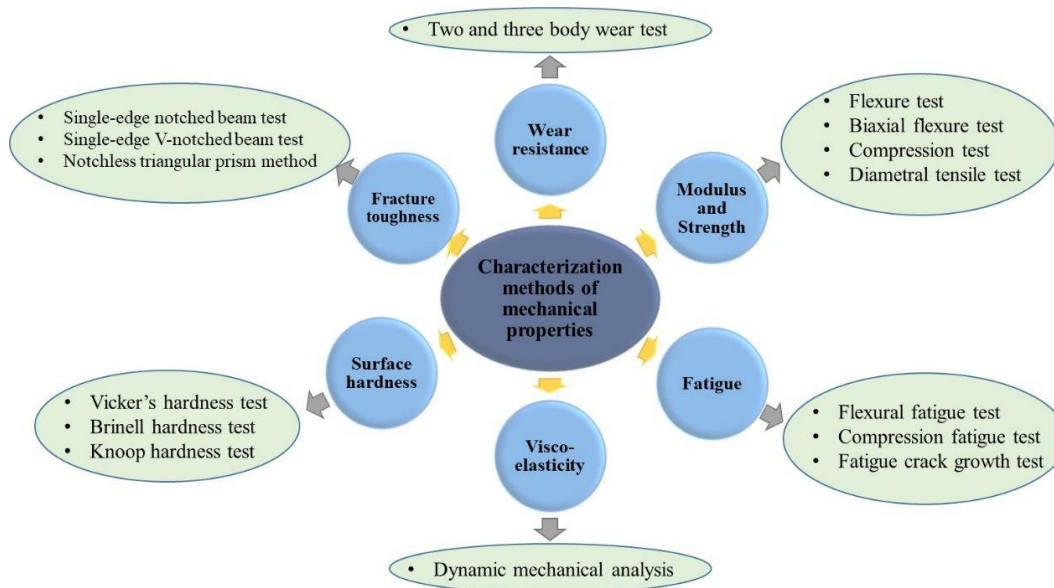 • Two and three body wear test
Wear
resistance
• Single-edge notched beam test
• Single-edge V-notched beam test
• Notchless triangular prism method
Fracture
toughness
• Flexure test
• Biaxial flexure test
• Compression test
• Diametral tensile test
Modulus
and
Strength
Characterization
methods of
mechanical
properties
Surface
hardness
• Vicker’s hardness test
• Brinell hardness test
• Knoop hardness test
Fatigue
• Flexural fatigue test
• Compression fatigue test
• Fatigue crack growth test
Visco-
elasticity
• Dynamic mechanical analysis